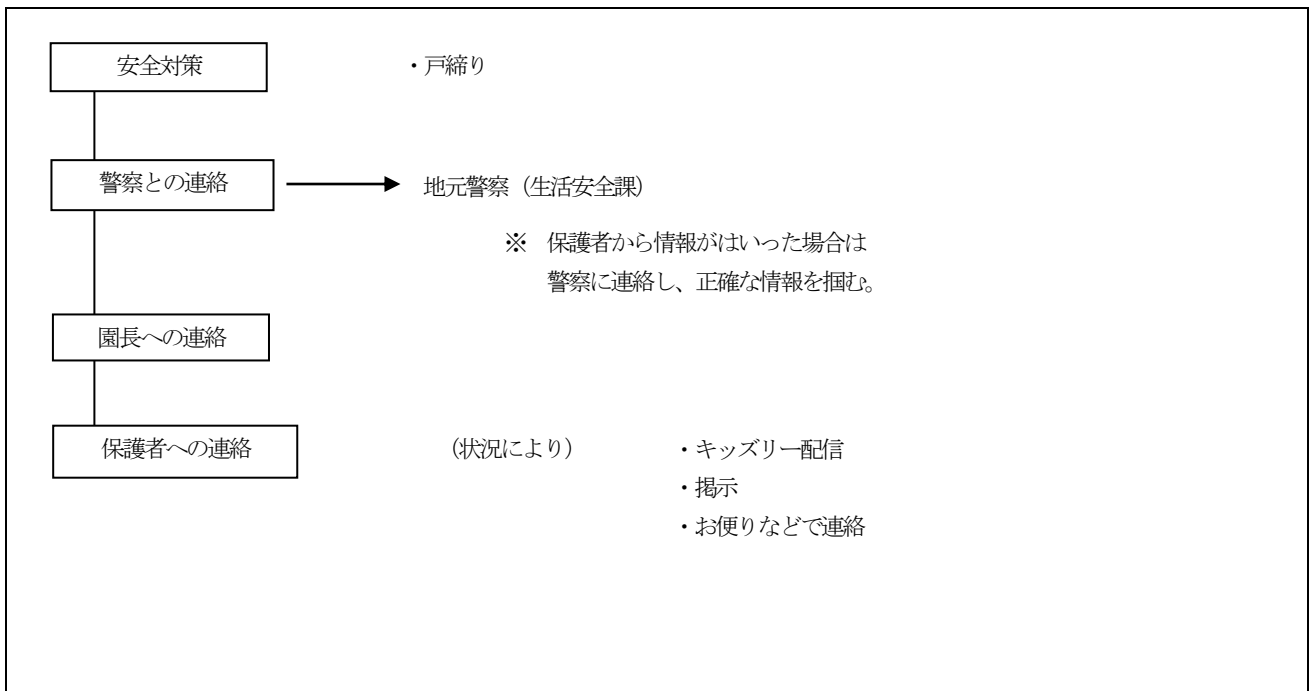 安全対策 ・戸締り
警察との連絡 地元警察（生活安全課）
※ 保護者から情報がはいった場合は
警察に連絡し、正確な情報を掴む。
園長への連絡
保護者への連絡 （状況により） ・キッズリー配信
・掲示
・お便りなどで連絡